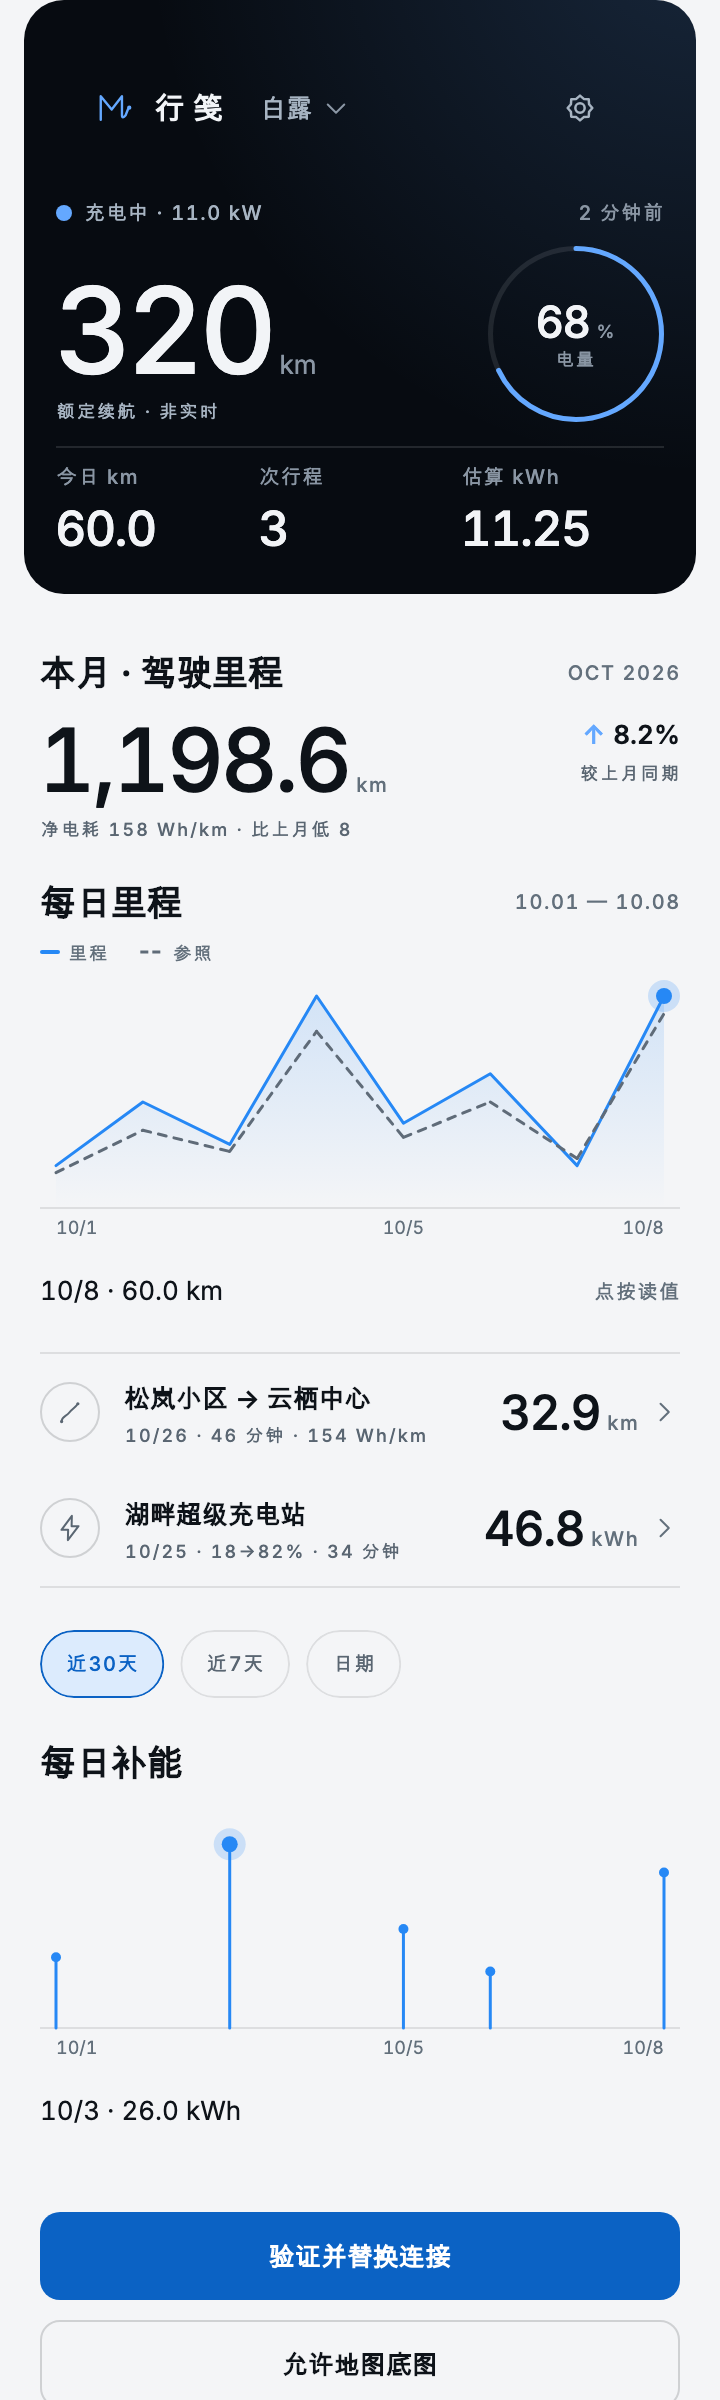 行笺 白露
充电中 · 11.0 kW 2 分钟前
320 km
68 %
电量
额定续航 · 非实时
今日 km 次行程 估算 kWh
60.0 3 11.25
本月 · 驾驶里程 OCT 2026
1,198.6 km ↑ 8.2%
较上月同期
净电耗 158 Wh/km · 比上月低 8
每日里程 10.01 — 10.08
里程 参照
10/1 10/5 10/8
10/8 · 60.0 km 点按读值
松岚小区 → 云栖中心 32.9 km
10/26 · 46 分钟 · 154 Wh/km
湖畔超级充电站 46.8 kWh
10/25 · 18→82% · 34 分钟
近30天 近7天 日期
每日补能
10/1 10/5 10/8
10/3 · 26.0 kWh
验证并替换连接
允许地图底图